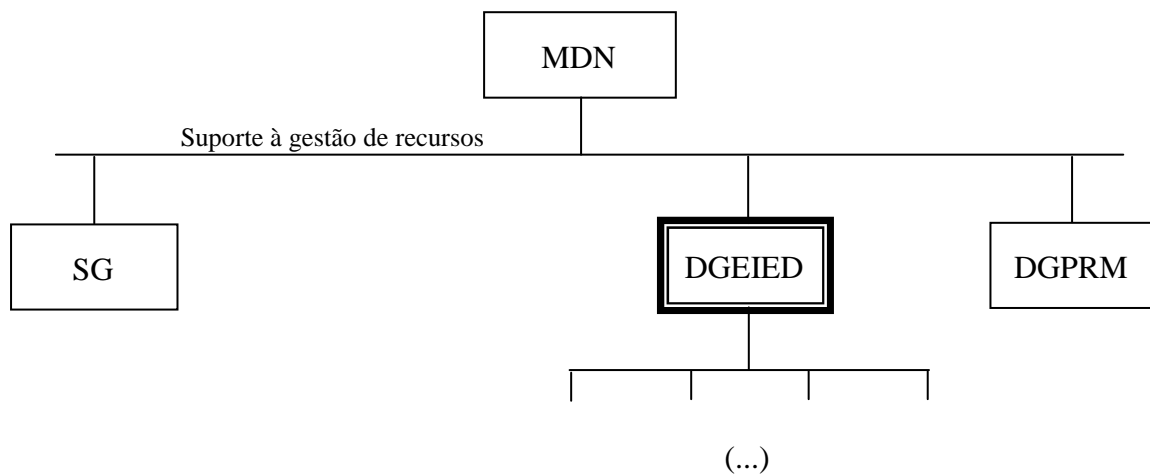 MDN
Suporte à gestão de recursos
SG
DGEIED
DGPRM
(...)